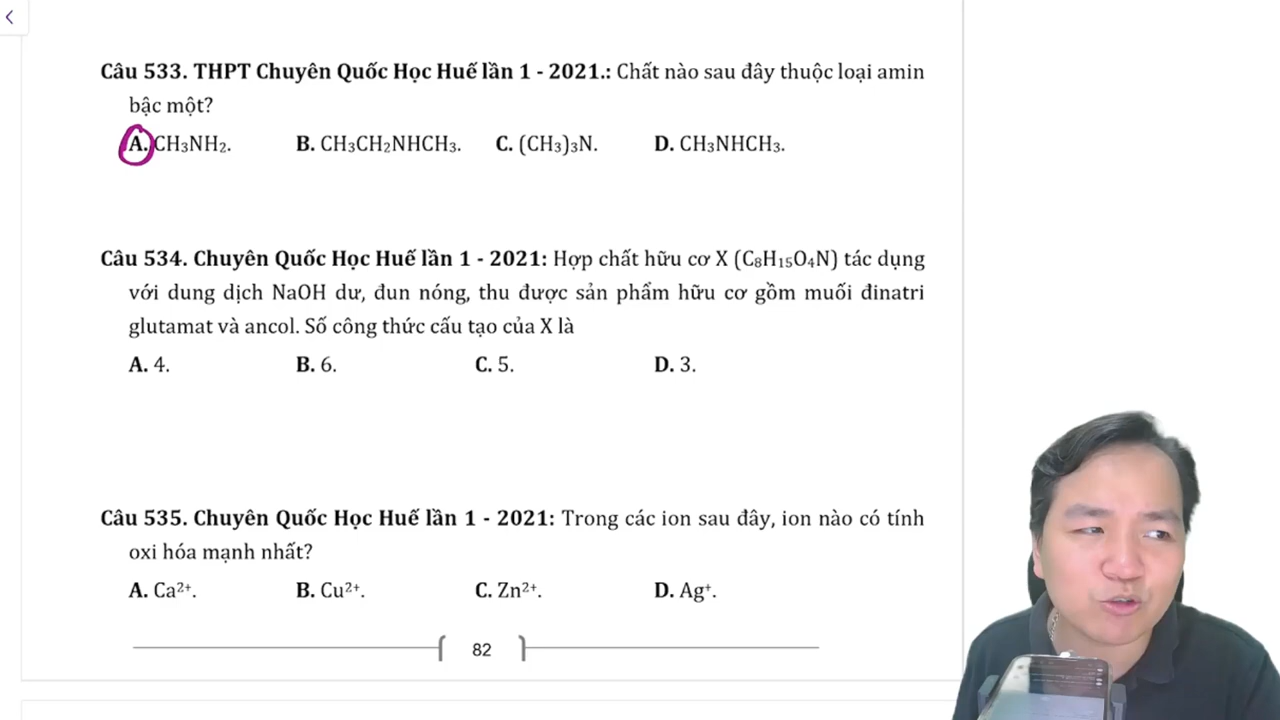 Câu 533. THPT Chuyên Quốc Học Huế lần 1 - 2021.: Chất nào sau đây thuộc loại amin
bậc một?
A. CH₃NH₂. B. CH₃CH₂NHCH₃. C. (CH₃)₃N. D. CH₃NHCH₃.
Câu 534. Chuyên Quốc Học Huế lần 1 - 2021: Hợp chất hữu cơ X (C₈H₁₅O₄N) tác dụng
với dung dịch NaOH dư, đun nóng, thu được sản phẩm hữu cơ gồm muối đinatri
glutamat và ancol. Số công thức cấu tạo của X là
A. 4. B. 6. C. 5. D. 3.
Câu 535. Chuyên Quốc Học Huế lần 1 - 2021: Trong các ion sau đây, ion nào có tính
oxi hóa mạnh nhất?
A. Ca²⁺. B. Cu²⁺. C. Zn²⁺. D. Ag⁺.
82